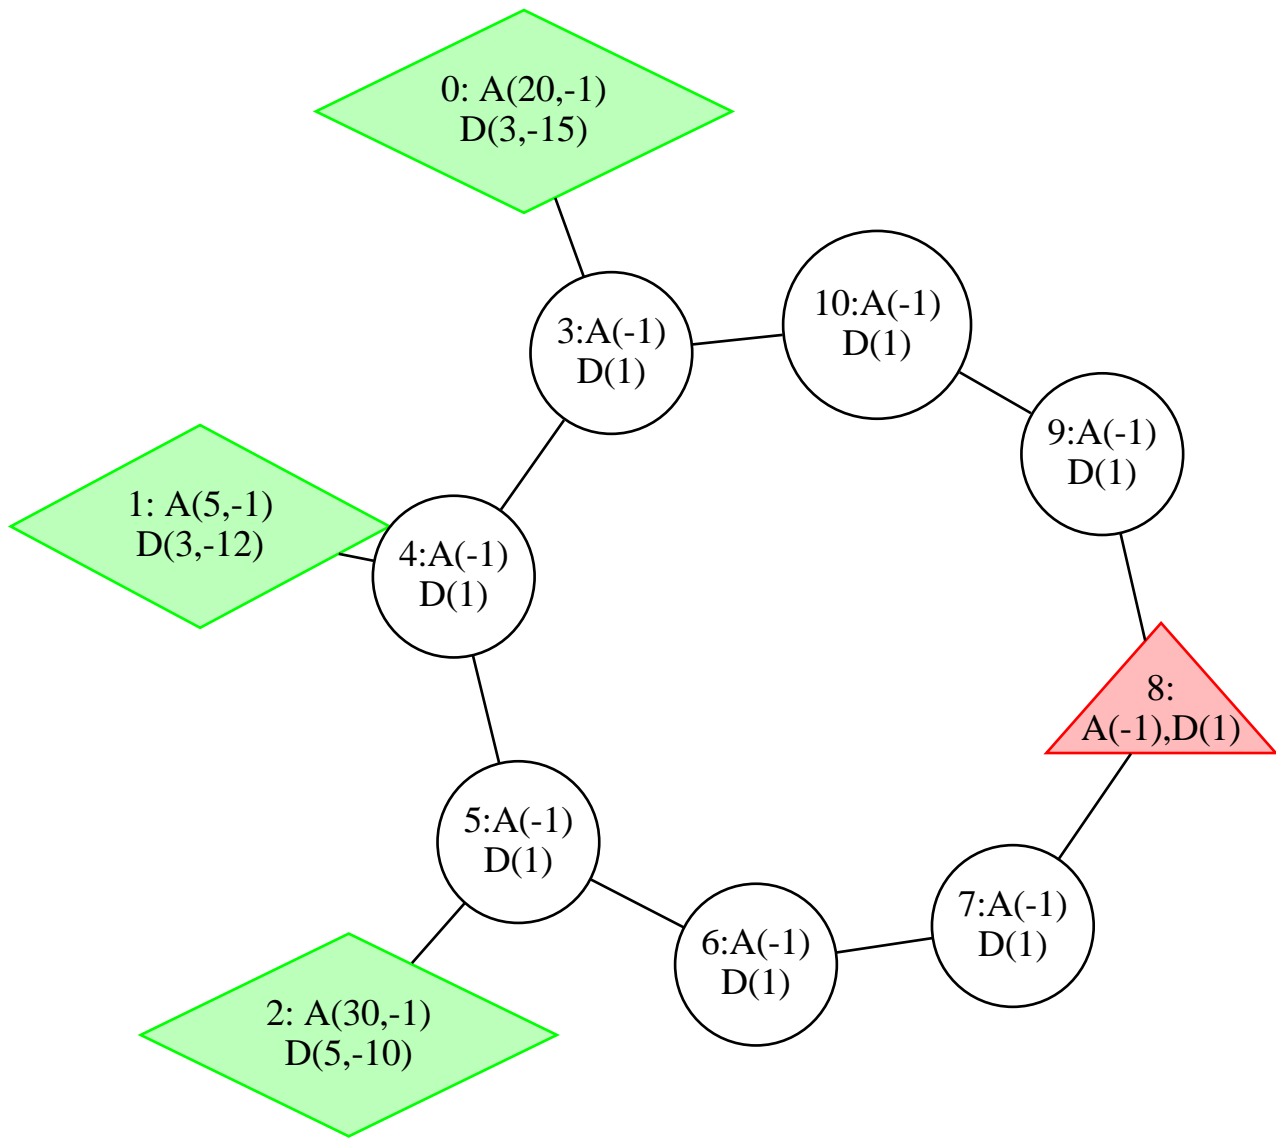 0: A(20,-1)
D(3,-15)
10:A(-1)
D(1)
3:A(-1)
D(1)
9:A(-1)
D(1)
1: A(5,-1)
D(3,-12)
4:A(-1)
D(1)
8:
A(-1),D(1)
5:A(-1)
D(1)
7:A(-1)
D(1)
6:A(-1)
D(1)
2: A(30,-1)
D(5,-10)